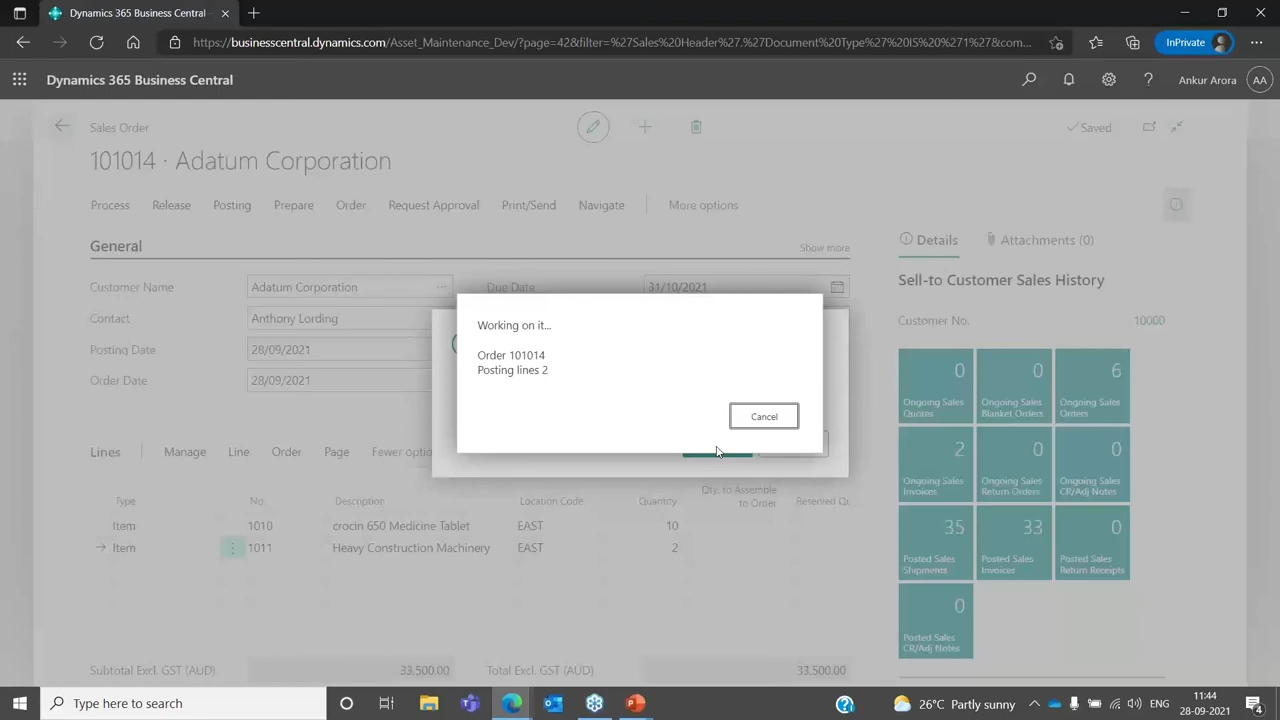 Dynamics 365 Business Central
https://businesscentral.dynamics.com/Asset_Maintenance_Dev/?page=42&filter=%27Sales%20Header%27.%27Document%20Type%27%20IS%20%271%27&com...
InPrivate
Dynamics 365 Business Central
Ankur Arora
AA
Sales Order
Saved
101014 · Adatum Corporation
Process Release Posting Prepare Order Request Approval Print/Send Navigate More options
General
Show more
Customer Name Adatum Corporation Due Date 31/10/2021
Contact Anthony Lording
Posting Date 28/09/2021
Order Date 28/09/2021
Working on it...
Order 101014
Posting lines 2
Cancel
Lines Manage Line Order Page Fewer options
Type No. Description Location Code Quantity Qty. to Assemble to Order Reserved Qu
Item 1010 crocin 650 Medicine Tablet EAST 10
Item 1011 Heavy Construction Machinery EAST 2
Subtotal Excl. GST (AUD) 33,500.00 Total Excl. GST (AUD) 33,500.00
Details Attachments (0)
Sell-to Customer Sales History
Customer No. 10000
0 0 6
Ongoing Sales Quotes Ongoing Sales Blanket Orders Ongoing Sales Orders
2 0 0
Ongoing Sales Invoices Ongoing Sales Return Orders Ongoing Sales CR/Adj Notes
35 33 0
Posted Sales Shipments Posted Sales Invoices Posted Sales Return Receipts
0
Posted Sales CR/Adj Notes
Type here to search
26°C Partly sunny
ENG
11:44
28-09-2021
4